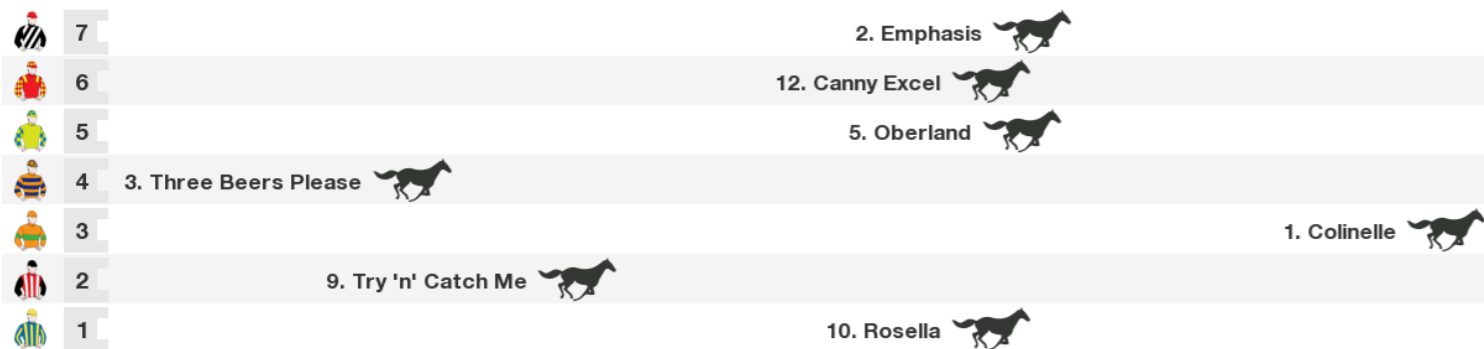 7 2. Emphasis
6 12. Canny Excel
5 5. Oberland
4 3. Three Beers Please
3 1. Colinelle
2 9. Try 'n' Catch Me
1 10. Rosella